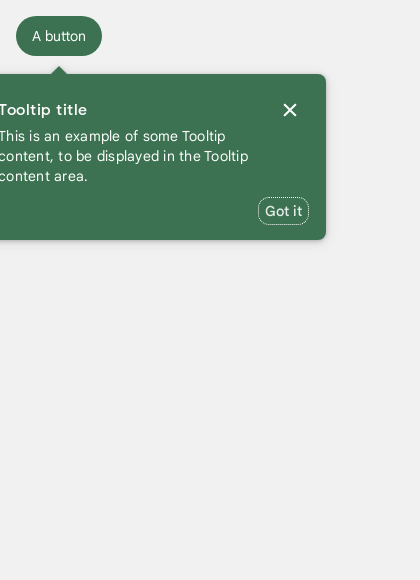 A button
Tooltip title
This is an example of some Tooltip
content, to be displayed in the Tooltip
content area.
Got it